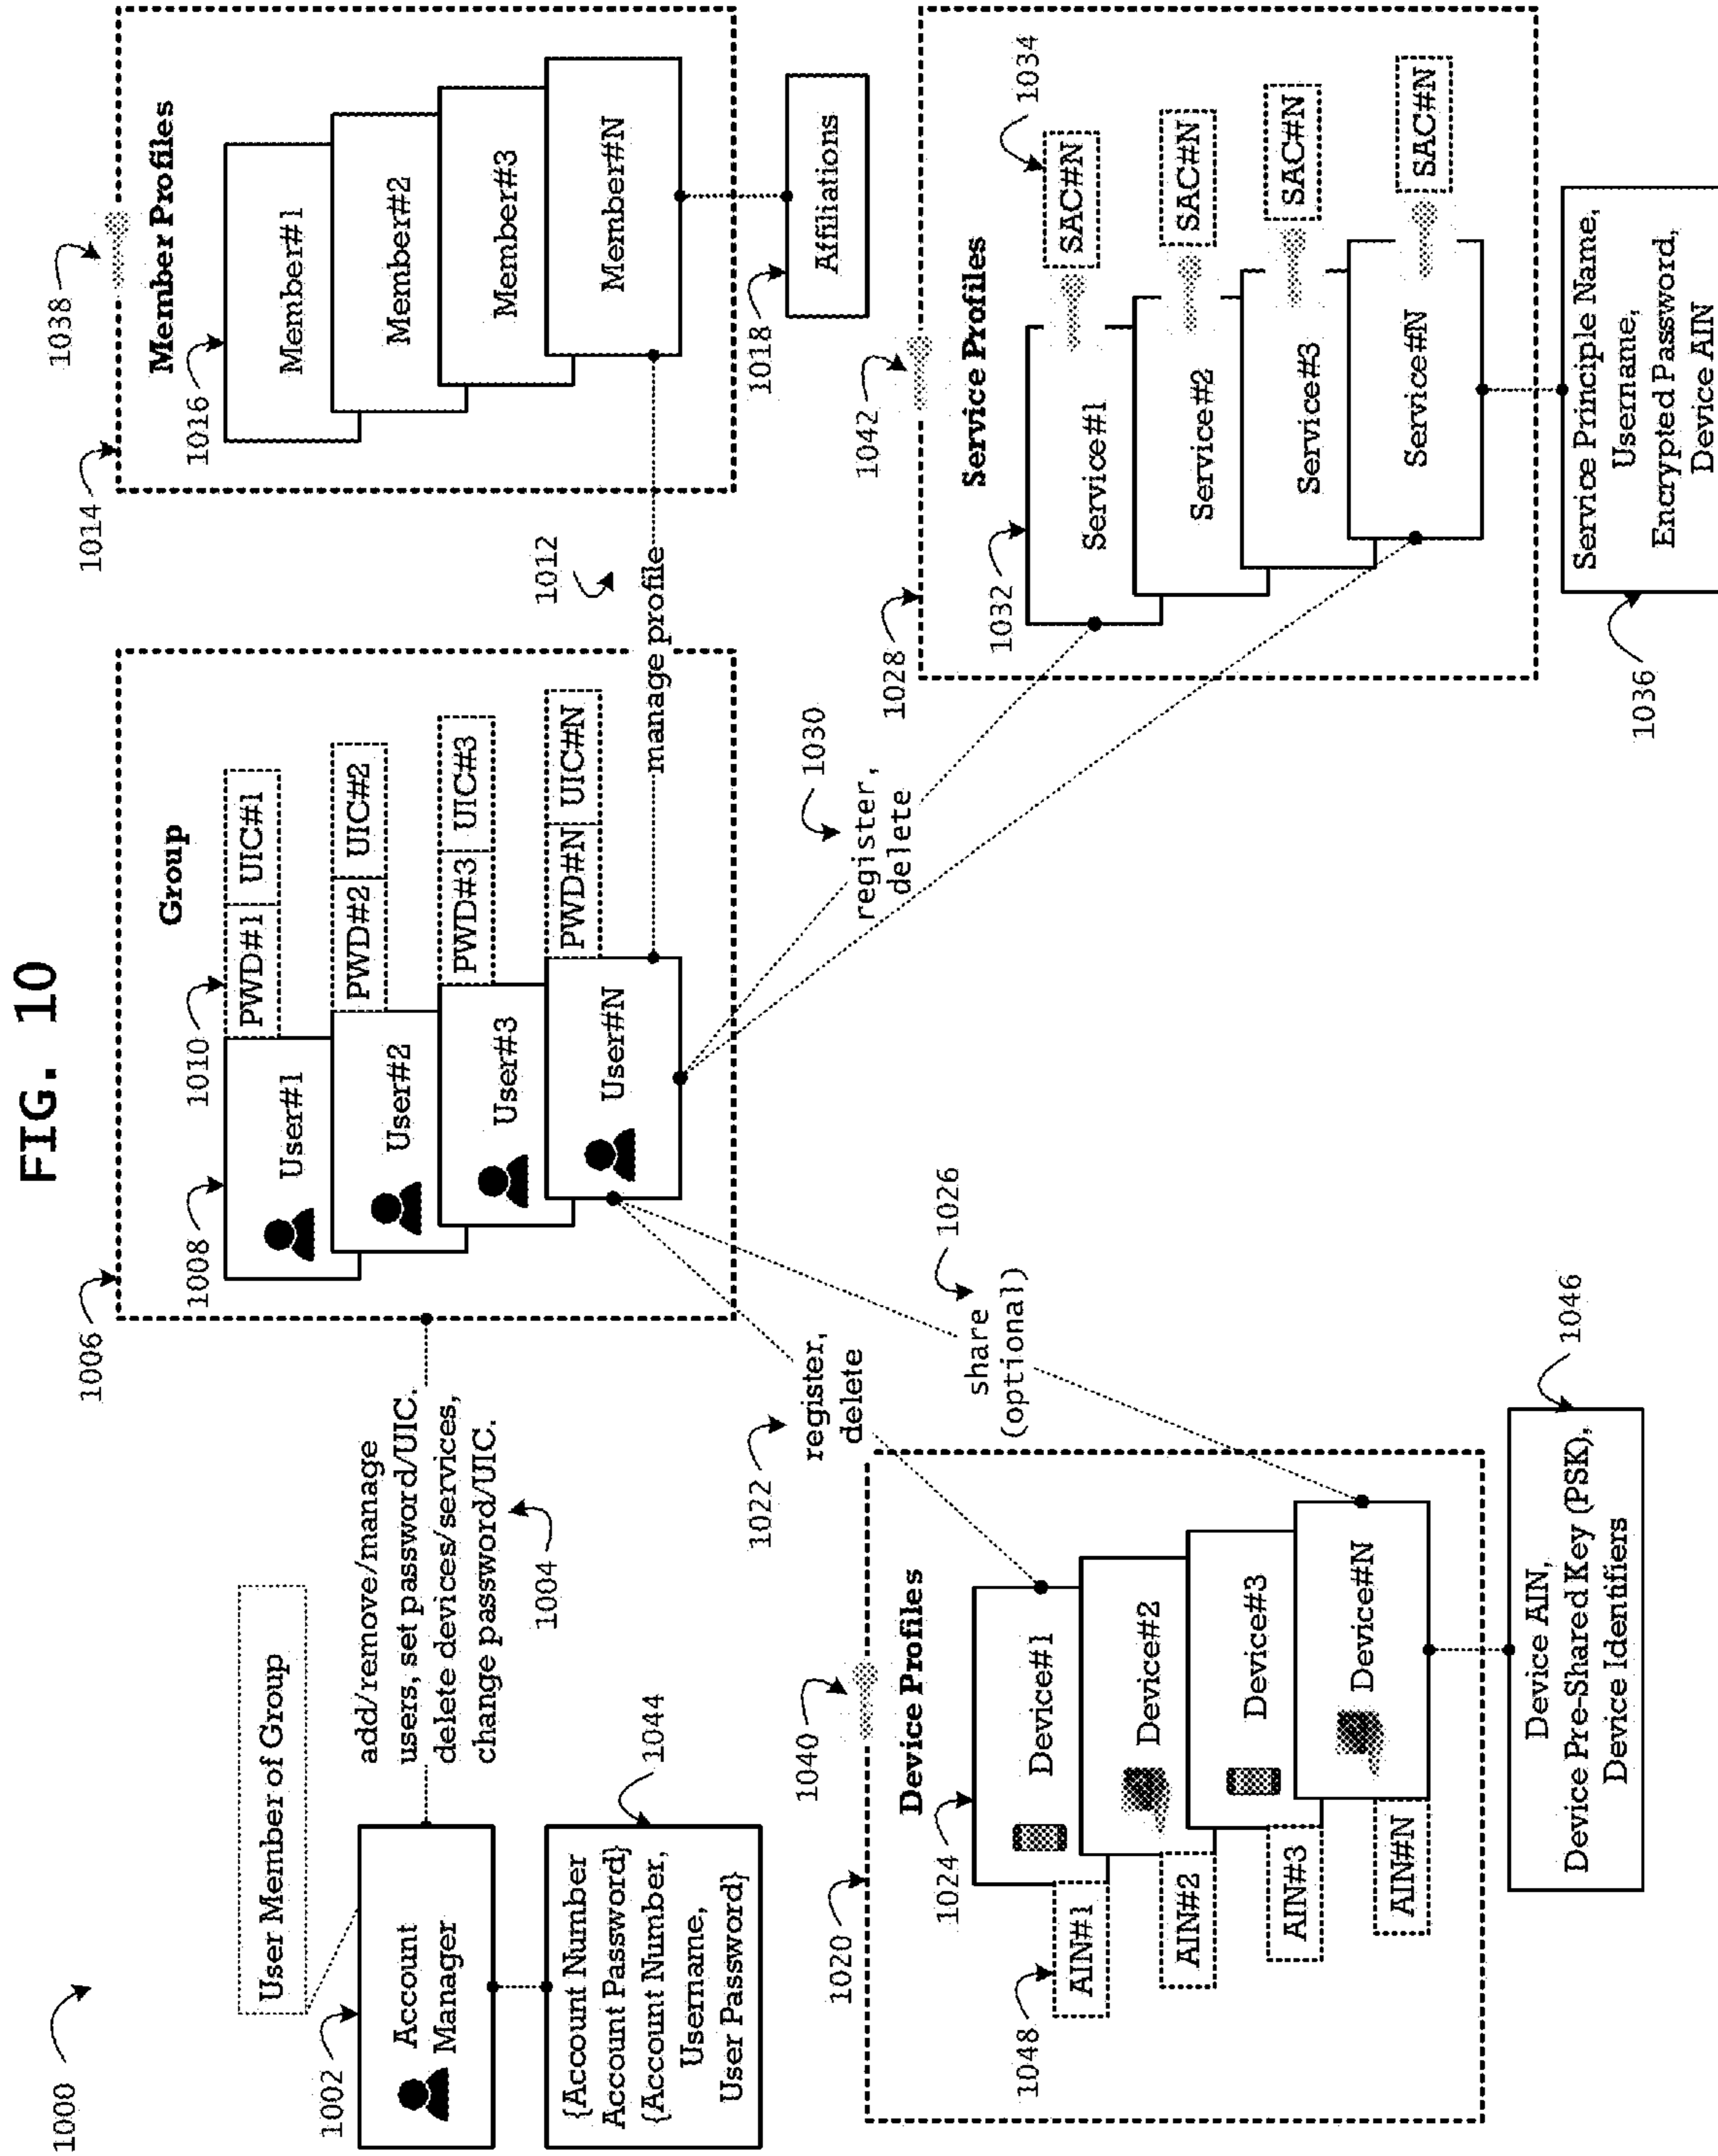 FIG. 10
1000
User Member of Group
1002
Account
Manager
{Account Number
Account Password}
{Account Number,
Username,
User Password}
1044
add/remove/manage
users, set password/UIC.
delete devices/services,
change password/UIC.
1004
1006
Group
1008
1010
User#1
PWD#1
UIC#1
User#2
PWD#2
UIC#2
User#3
PWD#3
UIC#3
User#N
PWD#N
UIC#N
manage profile
1012
1014
1038
Member Profiles
1016
Member#1
Member#2
Member#3
Member#N
1018
Affiliations
1020
1040
Device Profiles
1022
register,
delete
1024
Device#1
Device#2
Device#3
Device#N
1048
AIN#1
AIN#2
AIN#3
AIN#N
1026
share
(optional)
1046
Device AIN,
Device Pre-Shared Key (PSK),
Device Identifiers
1030
register,
delete
1028
1042
Service Profiles
1032
1034
Service#1
SAC#N
Service#2
SAC#N
Service#3
SAC#N
Service#N
SAC#N
1036
Service Principle Name,
Username,
Encrypted Password,
Device AIN